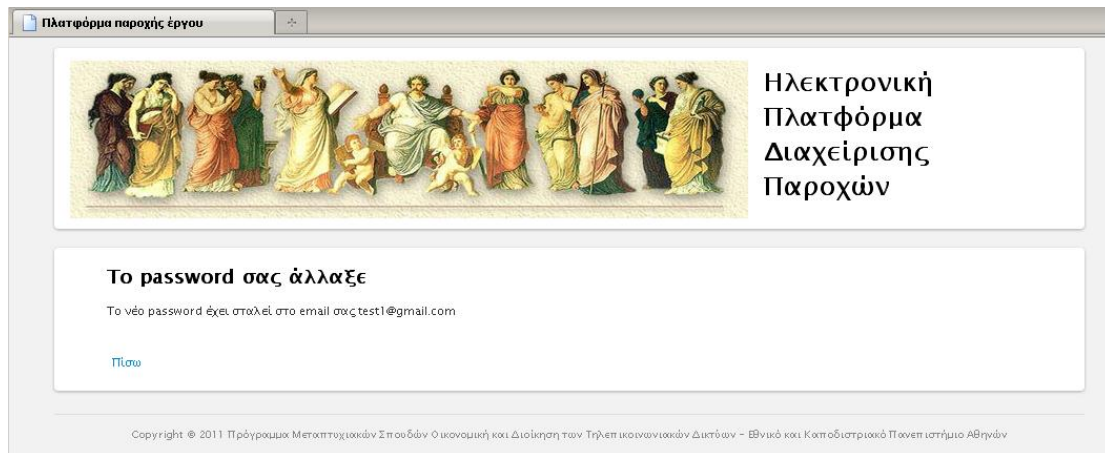 Πλατφόρμα παροχής έργου
Ηλεκτρονική
Πλατφόρμα
Διαχείρισης
Παροχών
Το password σας άλλαξε
Το νέο password έχει σταλεί στο email σας test1@gmail.com
Πίσω
Copyright © 2011 Πρόγραμμα Μεταπτυχιακών Σπουδών Οικονομική και Διοίκηση των Τηλεπικοινωνιακών Δικτύων - Εθνικό και Καποδιστριακό Πανεπιστήμιο Αθηνών